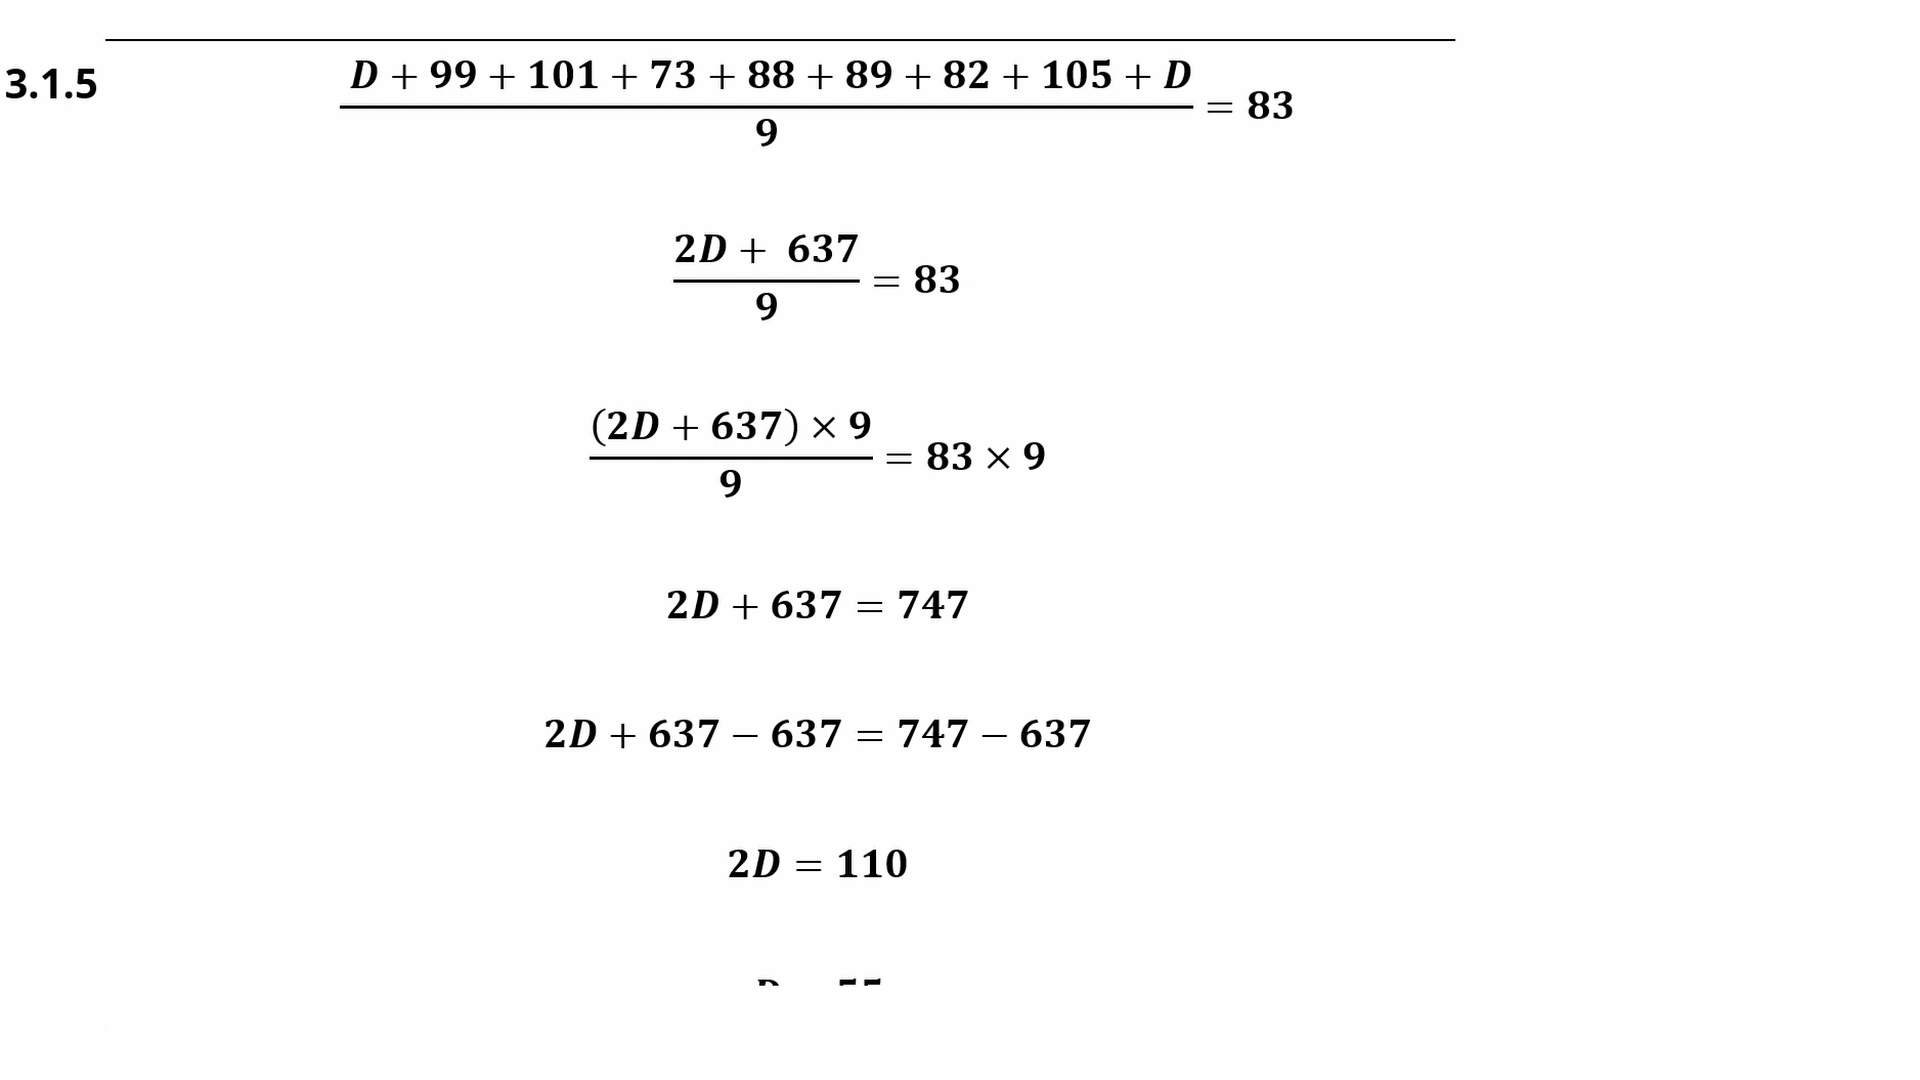 3.1.5
D + 99 + 101 + 73 + 88 + 89 + 82 + 105 + D
9
= 83
2D + 637
9
= 83
(2D + 637) × 9
9
= 83 × 9
2D + 637 = 747
2D + 637 − 637 = 747 − 637
2D = 110